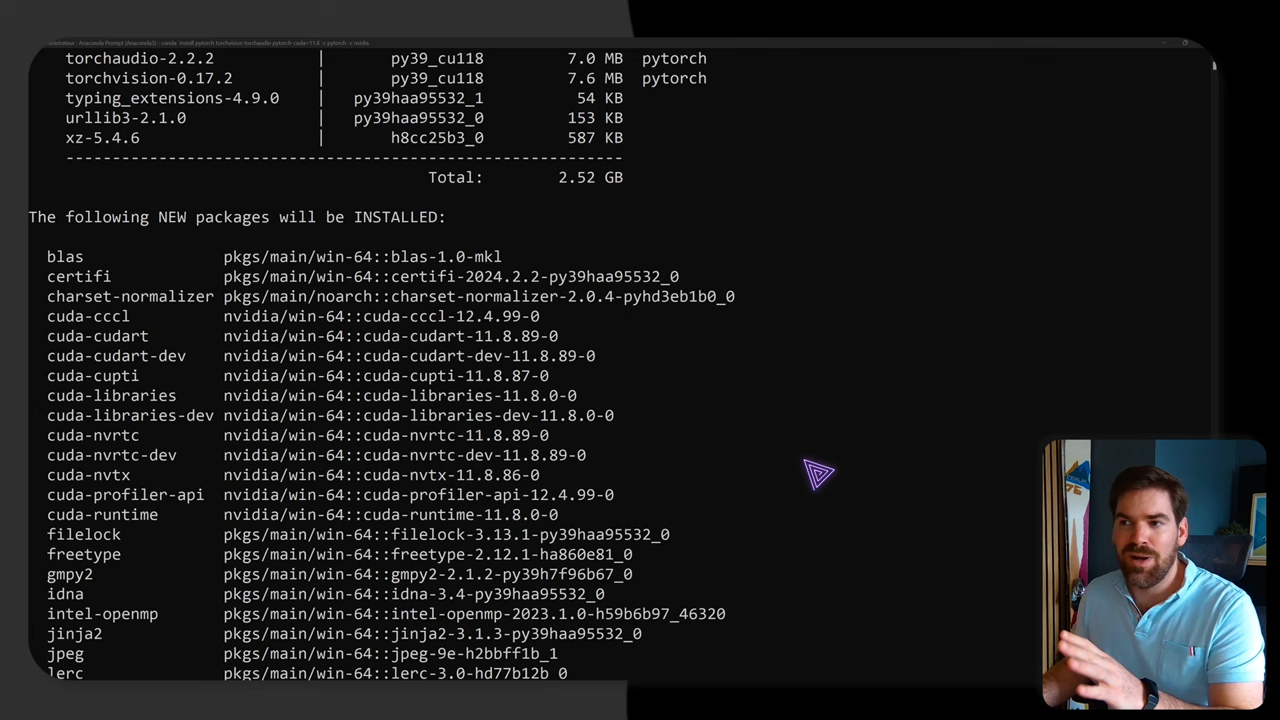 Anaconda Prompt (Anaconda3) - conda install pytorch torchvision torchaudio pytorch-cuda=11.8 -c pytorch -c nvidia
torchaudio-2.2.2 | py39_cu118 7.0 MB pytorch
torchvision-0.17.2 | py39_cu118 7.6 MB pytorch
typing_extensions-4.9.0 | py39haa95532_1 54 KB
urllib3-2.1.0 | py39haa95532_0 153 KB
xz-5.4.6 | h8cc25b3_0 587 KB
------------------------------------------------------------
Total: 2.52 GB
The following NEW packages will be INSTALLED:
blas pkgs/main/win-64::blas-1.0-mkl
certifi pkgs/main/win-64::certifi-2024.2.2-py39haa95532_0
charset-normalizer pkgs/main/noarch::charset-normalizer-2.0.4-pyhd3eb1b0_0
cuda-cccl nvidia/win-64::cuda-cccl-12.4.99-0
cuda-cudart nvidia/win-64::cuda-cudart-11.8.89-0
cuda-cudart-dev nvidia/win-64::cuda-cudart-dev-11.8.89-0
cuda-cupti nvidia/win-64::cuda-cupti-11.8.87-0
cuda-libraries nvidia/win-64::cuda-libraries-11.8.0-0
cuda-libraries-dev nvidia/win-64::cuda-libraries-dev-11.8.0-0
cuda-nvrtc nvidia/win-64::cuda-nvrtc-11.8.89-0
cuda-nvrtc-dev nvidia/win-64::cuda-nvrtc-dev-11.8.89-0
cuda-nvtx nvidia/win-64::cuda-nvtx-11.8.86-0
cuda-profiler-api nvidia/win-64::cuda-profiler-api-12.4.99-0
cuda-runtime nvidia/win-64::cuda-runtime-11.8.0-0
filelock pkgs/main/win-64::filelock-3.13.1-py39haa95532_0
freetype pkgs/main/win-64::freetype-2.12.1-ha860e81_0
gmpy2 pkgs/main/win-64::gmpy2-2.1.2-py39h7f96b67_0
idna pkgs/main/win-64::idna-3.4-py39haa95532_0
intel-openmp pkgs/main/win-64::intel-openmp-2023.1.0-h59b6b97_46320
jinja2 pkgs/main/win-64::jinja2-3.1.3-py39haa95532_0
jpeg pkgs/main/win-64::jpeg-9e-h2bbff1b_1
lerc pkgs/main/win-64::lerc-3.0-hd77b12b_0